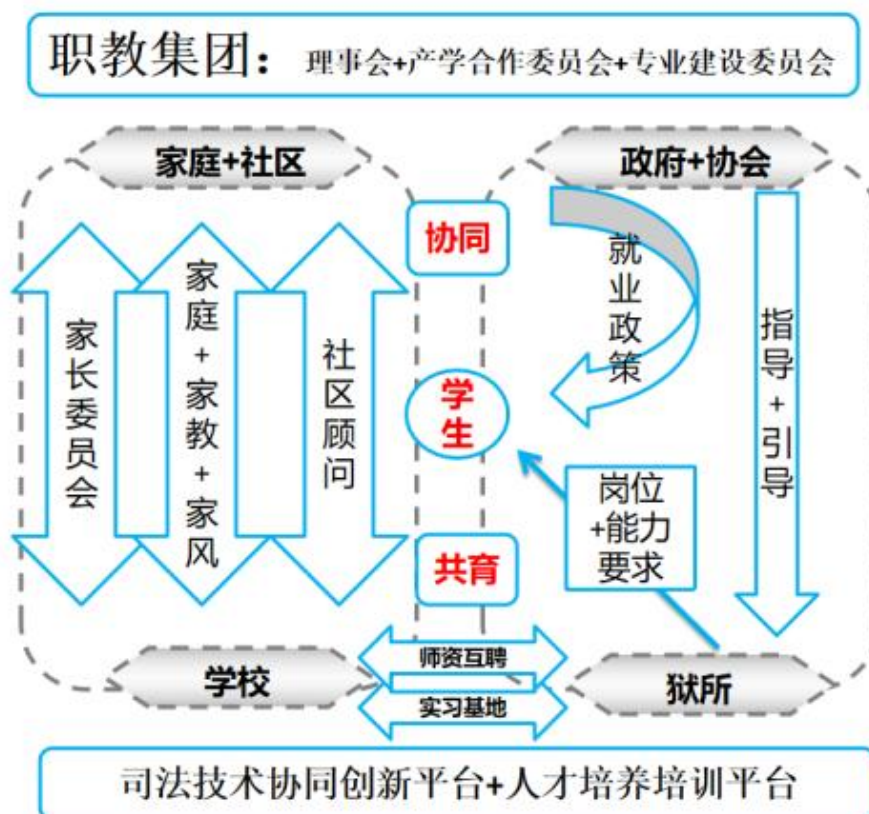 职教集团：理事会+产学合作委员会+专业建设委员会
家庭+社区
政府+协会
协同
学生
共育
家长委员会
家庭+家教+家风
社区顾问
就业政策
指导+引导
岗位
+能力
要求
师资互聘
实习基地
学校
狱所
司法技术协同创新平台+人才培养培训平台